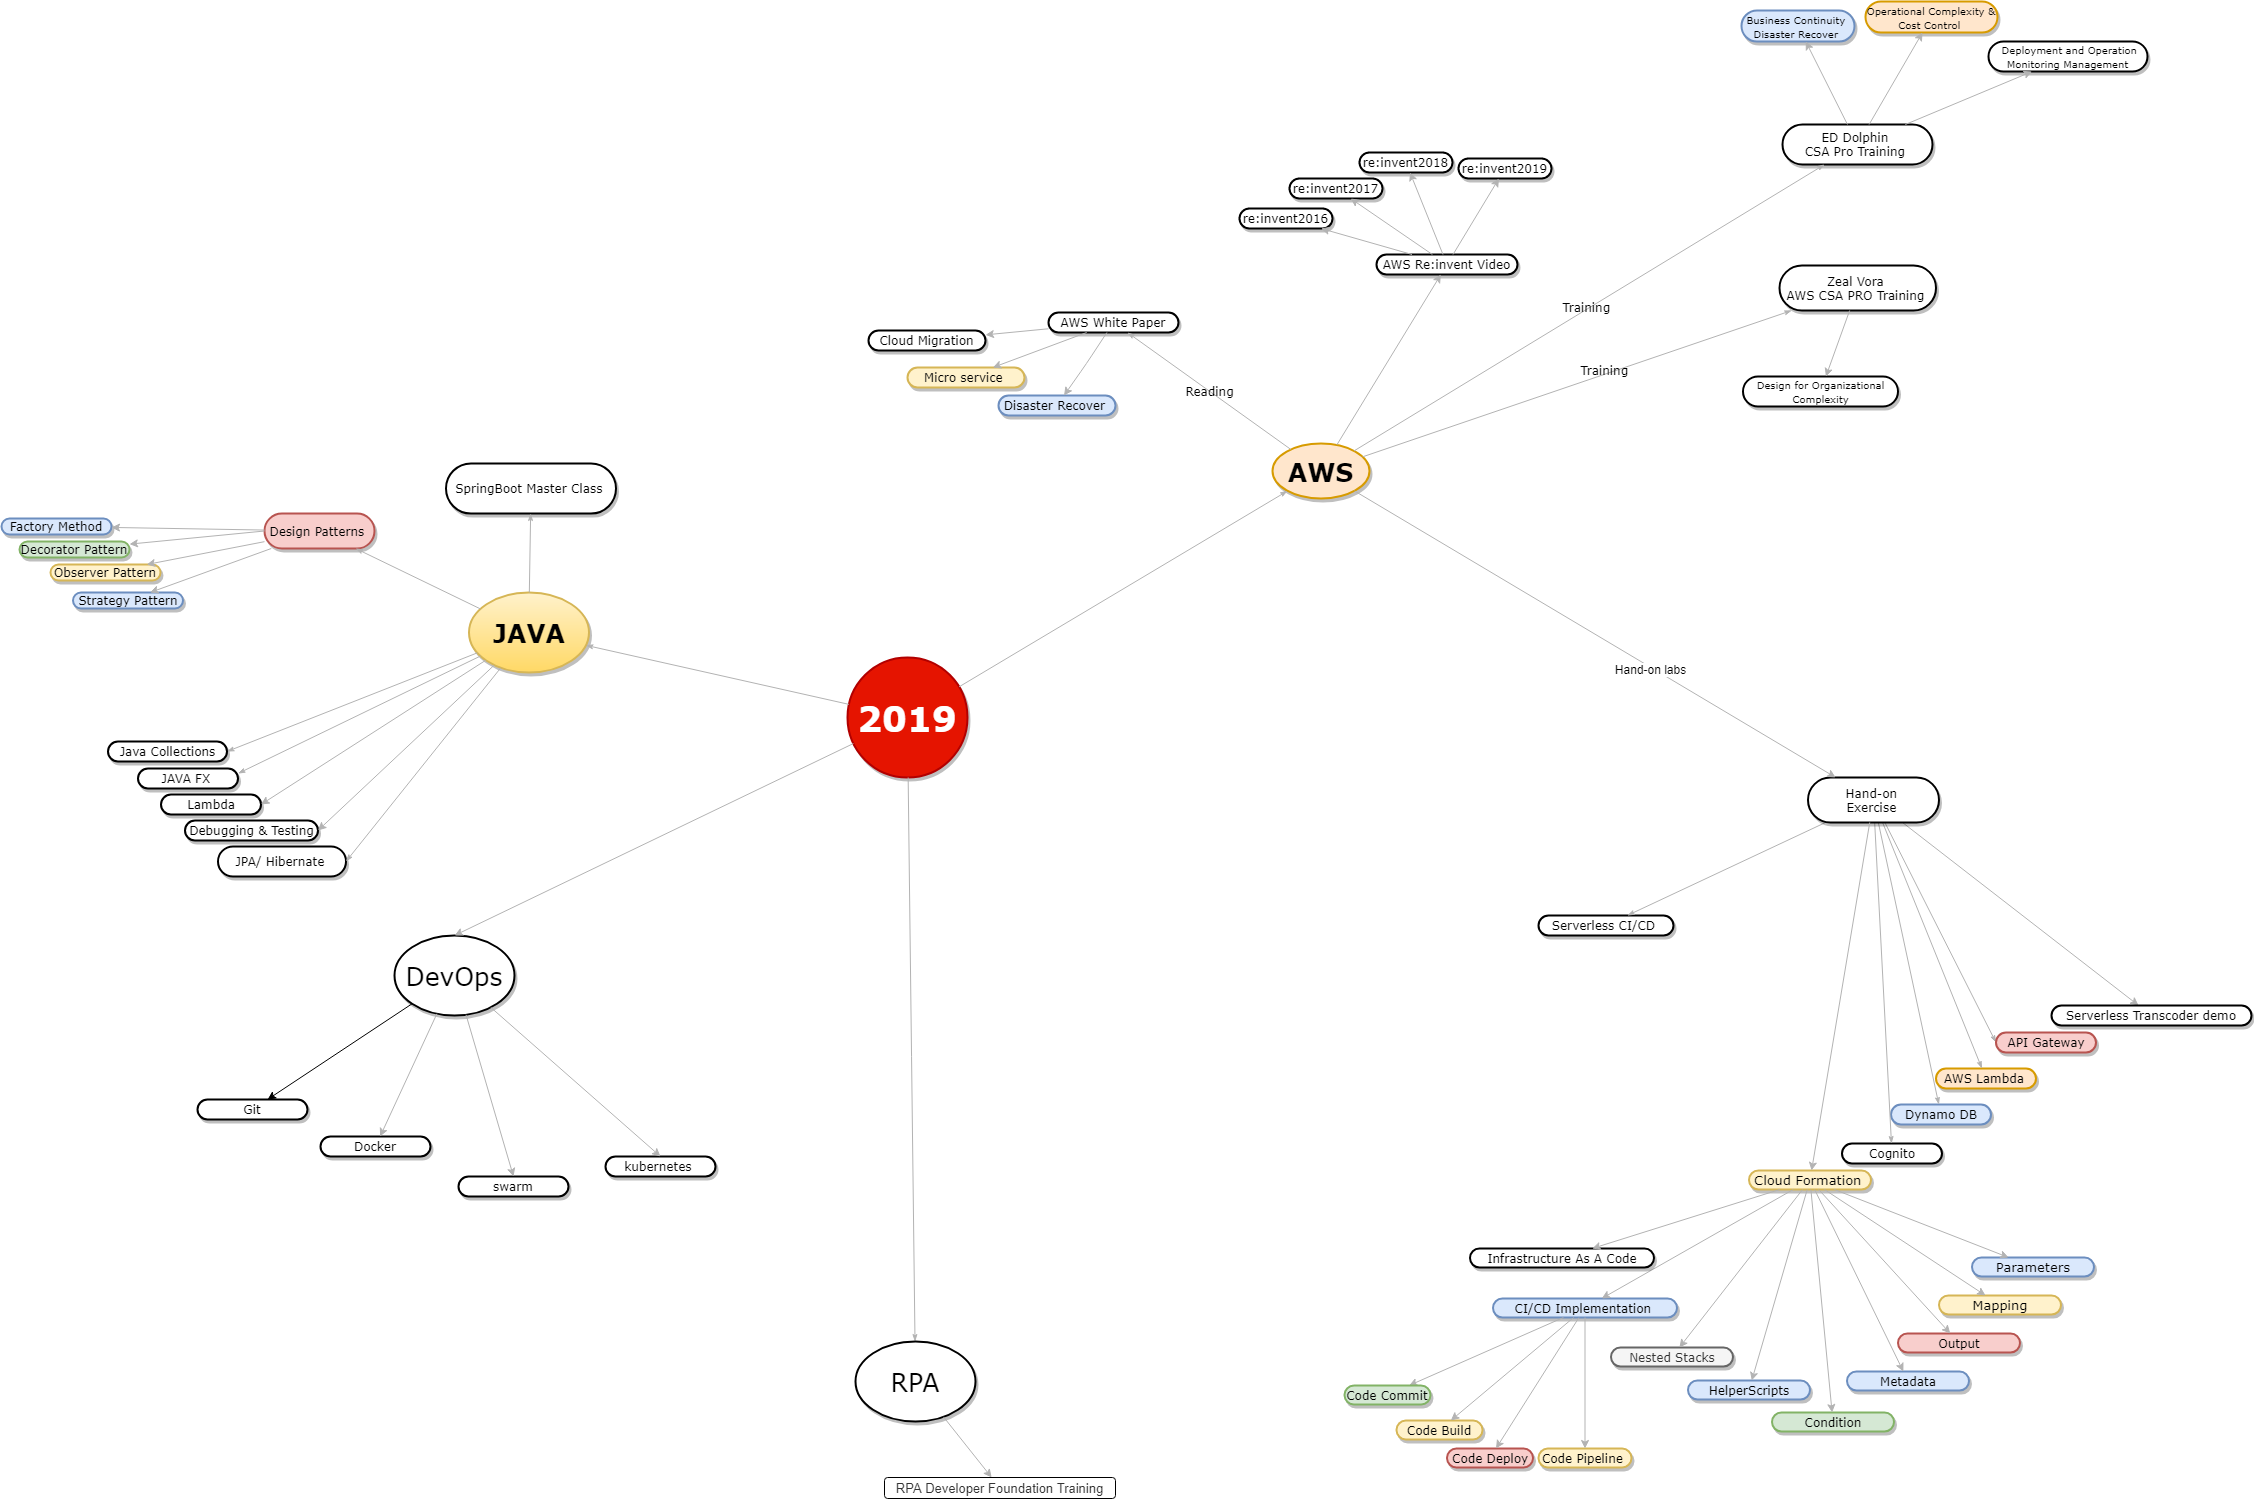 Business Continuity
Disaster Recover
Operational Complexity &
Cost Control
Deployment and Operation
Monitoring Management
ED Dolphin
CSA Pro Training
re:invent2018
re:invent2019
re:invent2017
re:invent2016
AWS Re:invent Video
Zeal Vora
AWS CSA PRO Training
Training
Training
Design for Organizational
Complexity
AWS White Paper
Cloud Migration
Micro service
Disaster Recover
Reading
AWS
SpringBoot Master Class
Design Patterns
Factory Method
Decorator Pattern
Observer Pattern
Strategy Pattern
JAVA
2019
Hand-on labs
Java Collections
JAVA FX
Lambda
Debugging & Testing
JPA/ Hibernate
Hand-on
Exercise
Serverless CI/CD
DevOps
Serverless Transcoder demo
API Gateway
AWS Lambda
Dynamo DB
Cognito
Cloud Formation
Git
Docker
swarm
kubernetes
Infrastructure As A Code
CI/CD Implementation
Nested Stacks
HelperScripts
Condition
Metadata
Output
Mapping
Parameters
Code Commit
Code Build
Code Deploy
Code Pipeline
RPA
RPA Developer Foundation Training